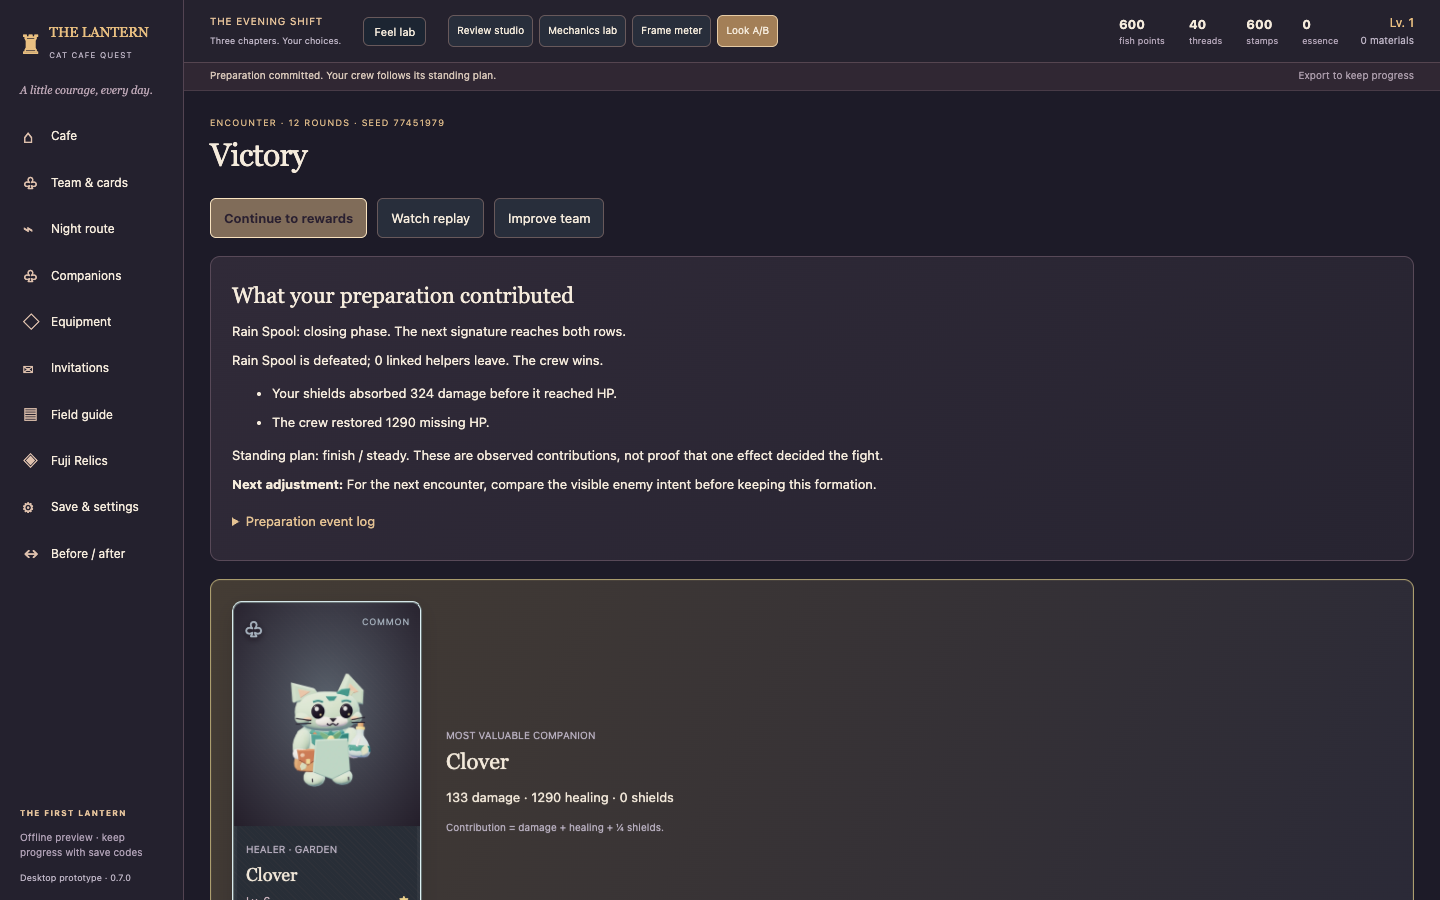 THE LANTERN
CAT CAFE QUEST
A little courage, every day.
Cafe
Team & cards
Night route
Companions
Equipment
Invitations
Field guide
Fuji Relics
Save & settings
Before / after
THE FIRST LANTERN
Offline preview · keep
progress with save codes
Desktop prototype · 0.7.0
THE EVENING SHIFT
Three chapters. Your choices.
Feel lab
Review studio
Mechanics lab
Frame meter
Look A/B
600
fish points
40
threads
600
stamps
0
essence
Lv. 1
0 materials
Preparation committed. Your crew follows its standing plan.
Export to keep progress
ENCOUNTER · 12 ROUNDS · SEED 77451979
Victory
Continue to rewards
Watch replay
Improve team
What your preparation contributed
Rain Spool: closing phase. The next signature reaches both rows.
Rain Spool is defeated; 0 linked helpers leave. The crew wins.
• Your shields absorbed 324 damage before it reached HP.
• The crew restored 1290 missing HP.
Standing plan: finish / steady. These are observed contributions, not proof that one effect decided the fight.
Next adjustment: For the next encounter, compare the visible enemy intent before keeping this formation.
Preparation event log
COMMON
HEALER · GARDEN
Clover
MOST VALUABLE COMPANION
Clover
133 damage · 1290 healing · 0 shields
Contribution = damage + healing + ¼ shields.